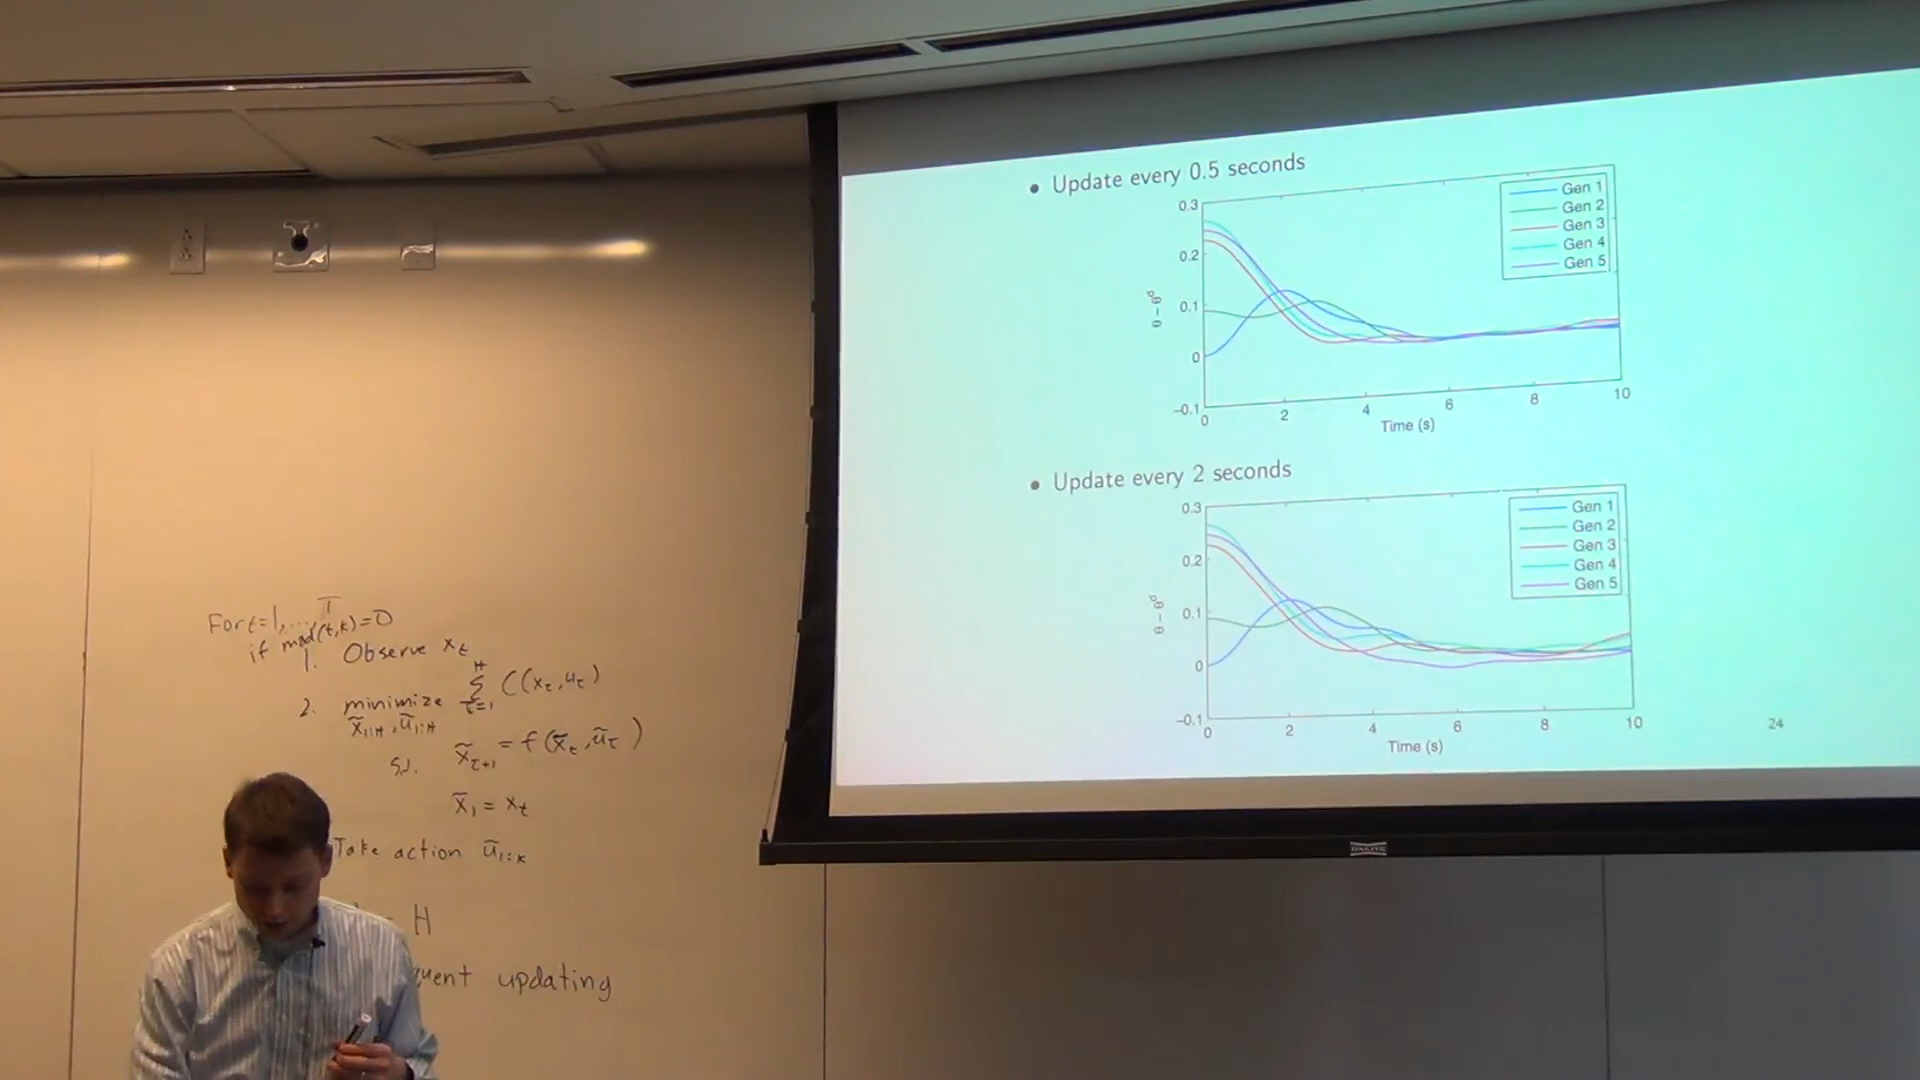 For t=1,...,T
if mod(t,k)=0
1. Observe x_t
2. minimize Σ_{τ=1}^{H} C(x_τ,u_τ)
x̃_{1:H},ũ_{1:H}
s.t. x̃_{τ+1} = f(x̃_τ,ũ_τ)
x̃_1 = x_t
Take action ũ_{1:k}
- H
updating
• Update every 0.5 seconds
0.3
0.2
0.1
0
-0.1
θ - θ₀
0 2 4 6 8 10
Time (s)
Gen 1
Gen 2
Gen 3
Gen 4
Gen 5
• Update every 2 seconds
0.3
0.2
0.1
0
-0.1
θ - θ₀
0 2 4 6 8 10
Time (s)
Gen 1
Gen 2
Gen 3
Gen 4
Gen 5
24
DA-LITE